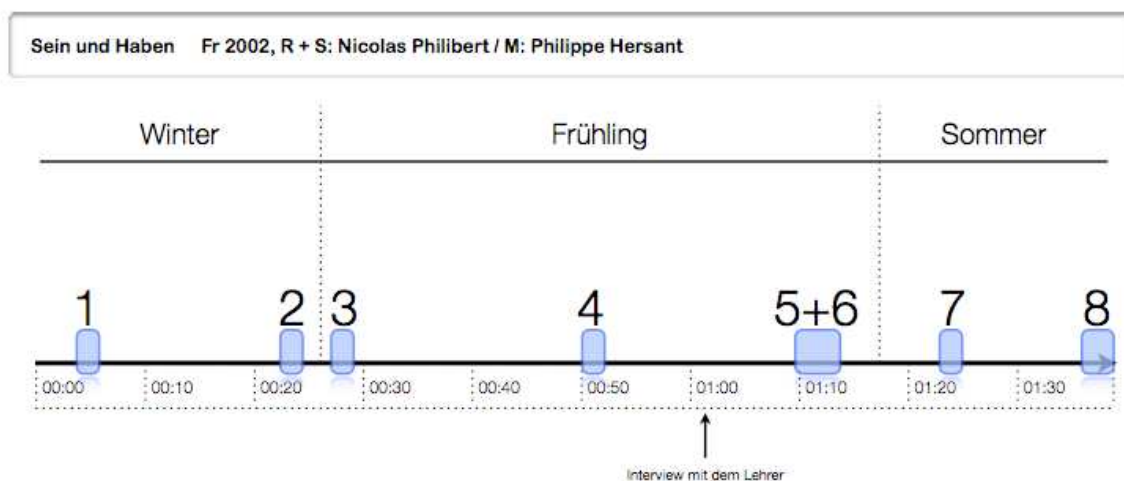 Sein und Haben Fr 2002, R + S: Nicolas Philibert / M: Philippe Hersant
Winter Frühling Sommer
1 2 3 4 5+6 7 8
00:00 00:10 00:20 00:30 00:40 00:50 01:00 01:10 01:20 01:30
Interview mit dem Lehrer